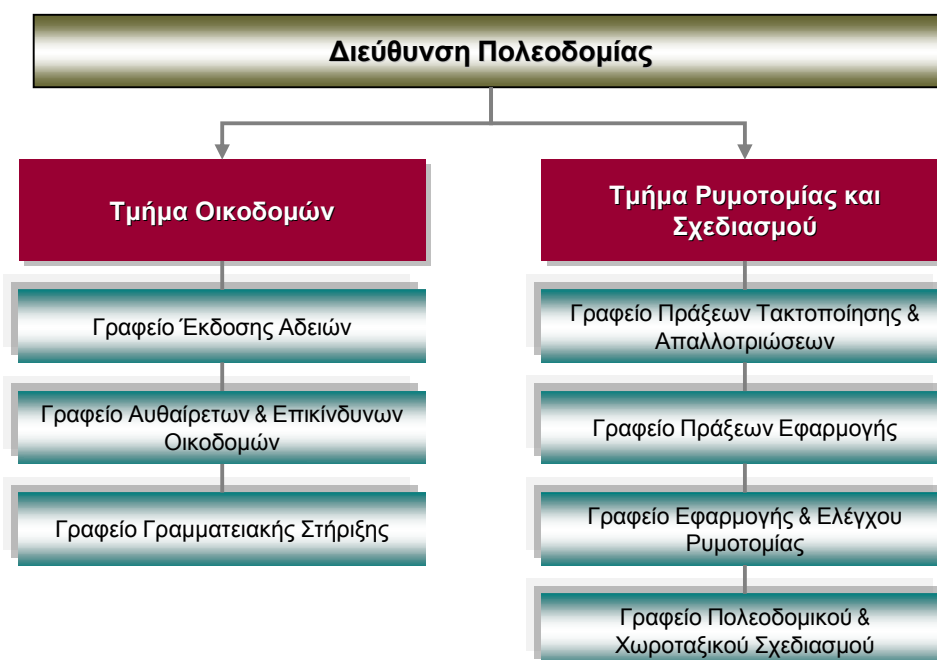 Διεύθυνση Πολεοδομίας
Τμήμα Οικοδομών
Γραφείο Έκδοσης Αδειών
Γραφείο Αυθαίρετων & Επικίνδυνων
Οικοδομών
Γραφείο Γραμματειακής Στήριξης
Τμήμα Ρυμοτομίας και
Σχεδιασμού
Γραφείο Πράξεων Τακτοποίησης &
Απαλλοτριώσεων
Γραφείο Πράξεων Εφαρμογής
Γραφείο Εφαρμογής & Ελέγχου
Ρυμοτομίας
Γραφείο Πολεοδομικού &
Χωροταξικού Σχεδιασμού